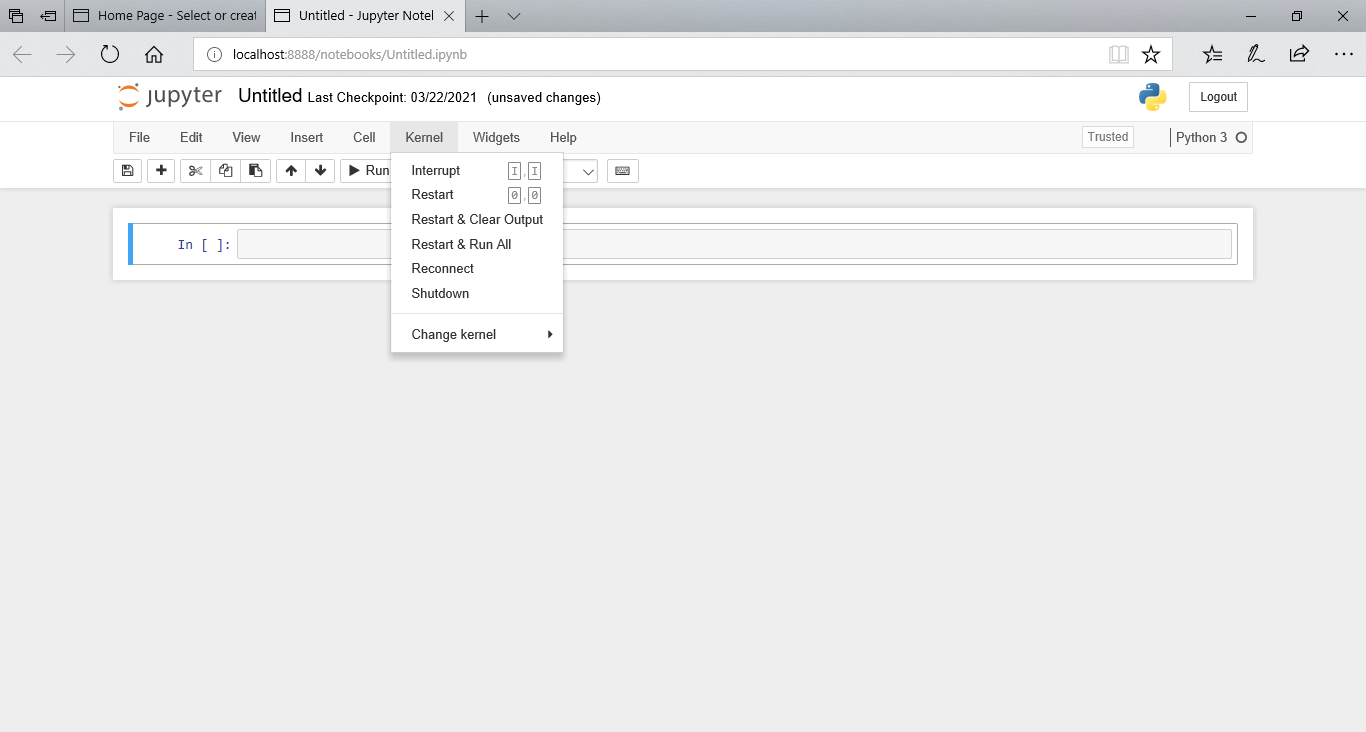 Home Page - Select or creat
Untitled - Jupyter Notel
localhost:8888/notebooks/Untitled.ipynb
jupyter Untitled Last Checkpoint: 03/22/2021 (unsaved changes) Logout
File Edit View Insert Cell Kernel Widgets Help Trusted Python 3
Run
Interrupt I,I
Restart 0,0
Restart & Clear Output
Restart & Run All
Reconnect
Shutdown
Change kernel
In [ ]: